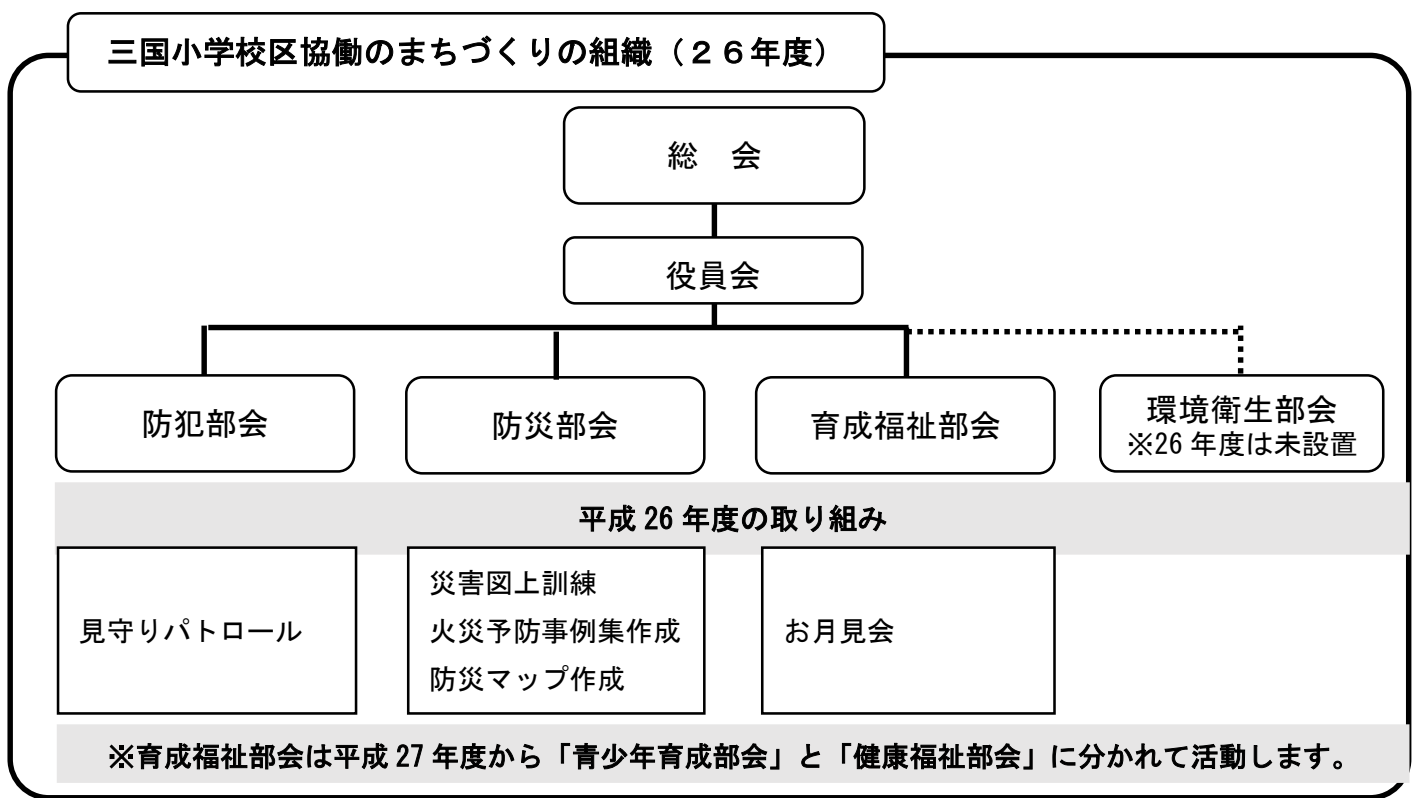 三国小学校区協働のまちづくりの組織（２６年度）
総　会
役員会
防犯部会
防災部会
育成福祉部会
環境衛生部会
※26年度は未設置
平成26年度の取り組み
見守りパトロール
災害図上訓練
火災予防事例集作成
防災マップ作成
お月見会
※育成福祉部会は平成27年度から「青少年育成部会」と「健康福祉部会」に分かれて活動します。